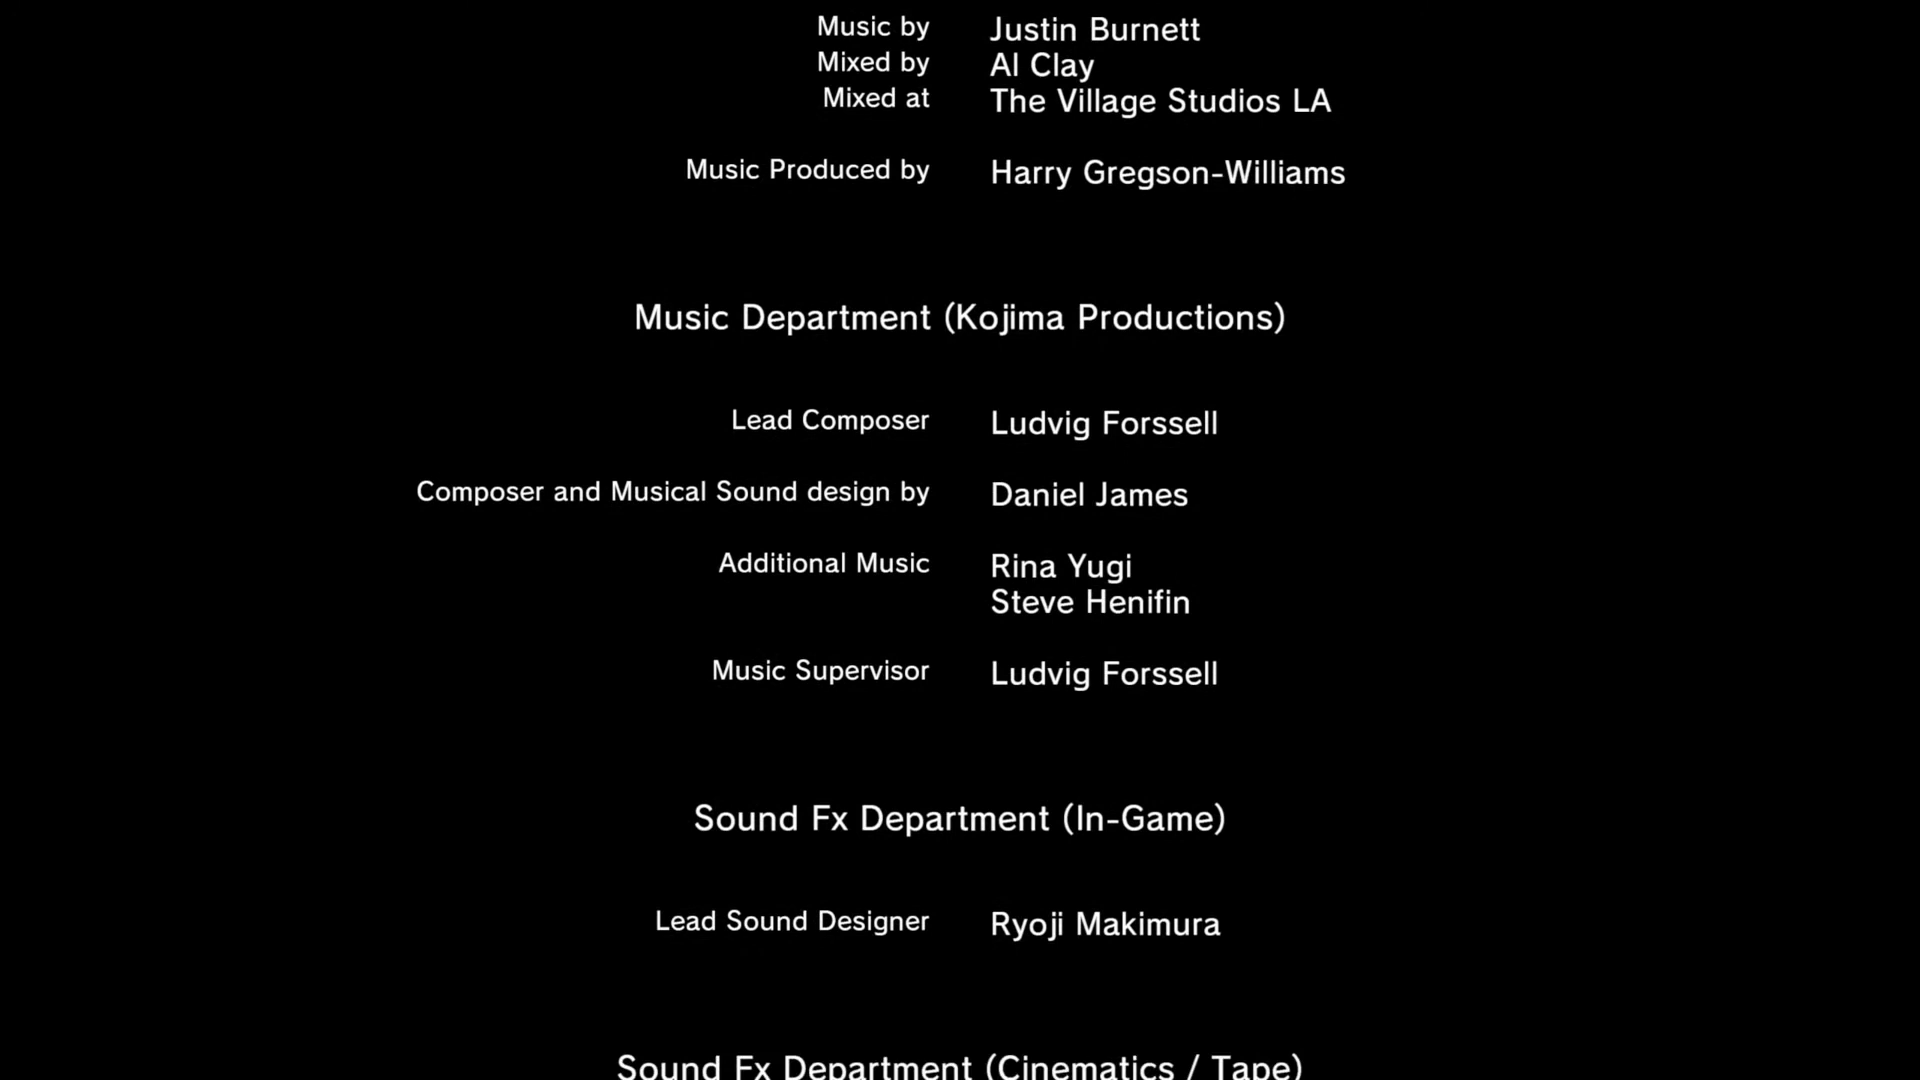 Music by Justin Burnett
Mixed by Al Clay
Mixed at The Village Studios LA
Music Produced by Harry Gregson-Williams
Music Department (Kojima Productions)
Lead Composer Ludvig Forssell
Composer and Musical Sound design by Daniel James
Additional Music Rina Yugi
Steve Henifin
Music Supervisor Ludvig Forssell
Sound Fx Department (In-Game)
Lead Sound Designer Ryoji Makimura
Sound Fx Department (Cinematics / Tape)